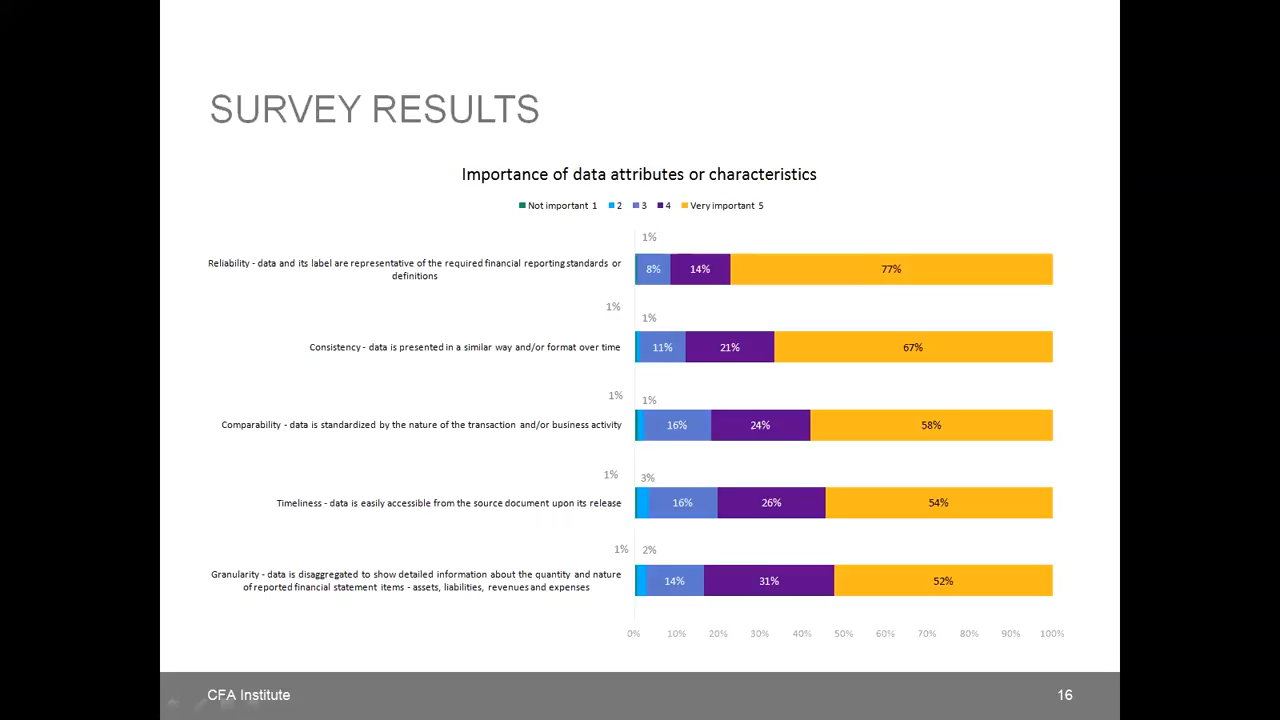 SURVEY RESULTS
Importance of data attributes or characteristics
Not important 1 2 3 4 Very important 5
1%
Reliability - data and its label are representative of the required financial reporting standards or
definitions
8% 14% 77%
1% 1%
Consistency - data is presented in a similar way and/or format over time
11% 21% 67%
1% 1%
Comparability - data is standardized by the nature of the transaction and/or business activity
16% 24% 58%
1% 3%
Timeliness - data is easily accessible from the source document upon its release
16% 26% 54%
1% 2%
Granularity - data is disaggregated to show detailed information about the quantity and nature
of reported financial statement items - assets, liabilities, revenues and expenses
14% 31% 52%
0% 10% 20% 30% 40% 50% 60% 70% 80% 90% 100%
CFA Institute 16